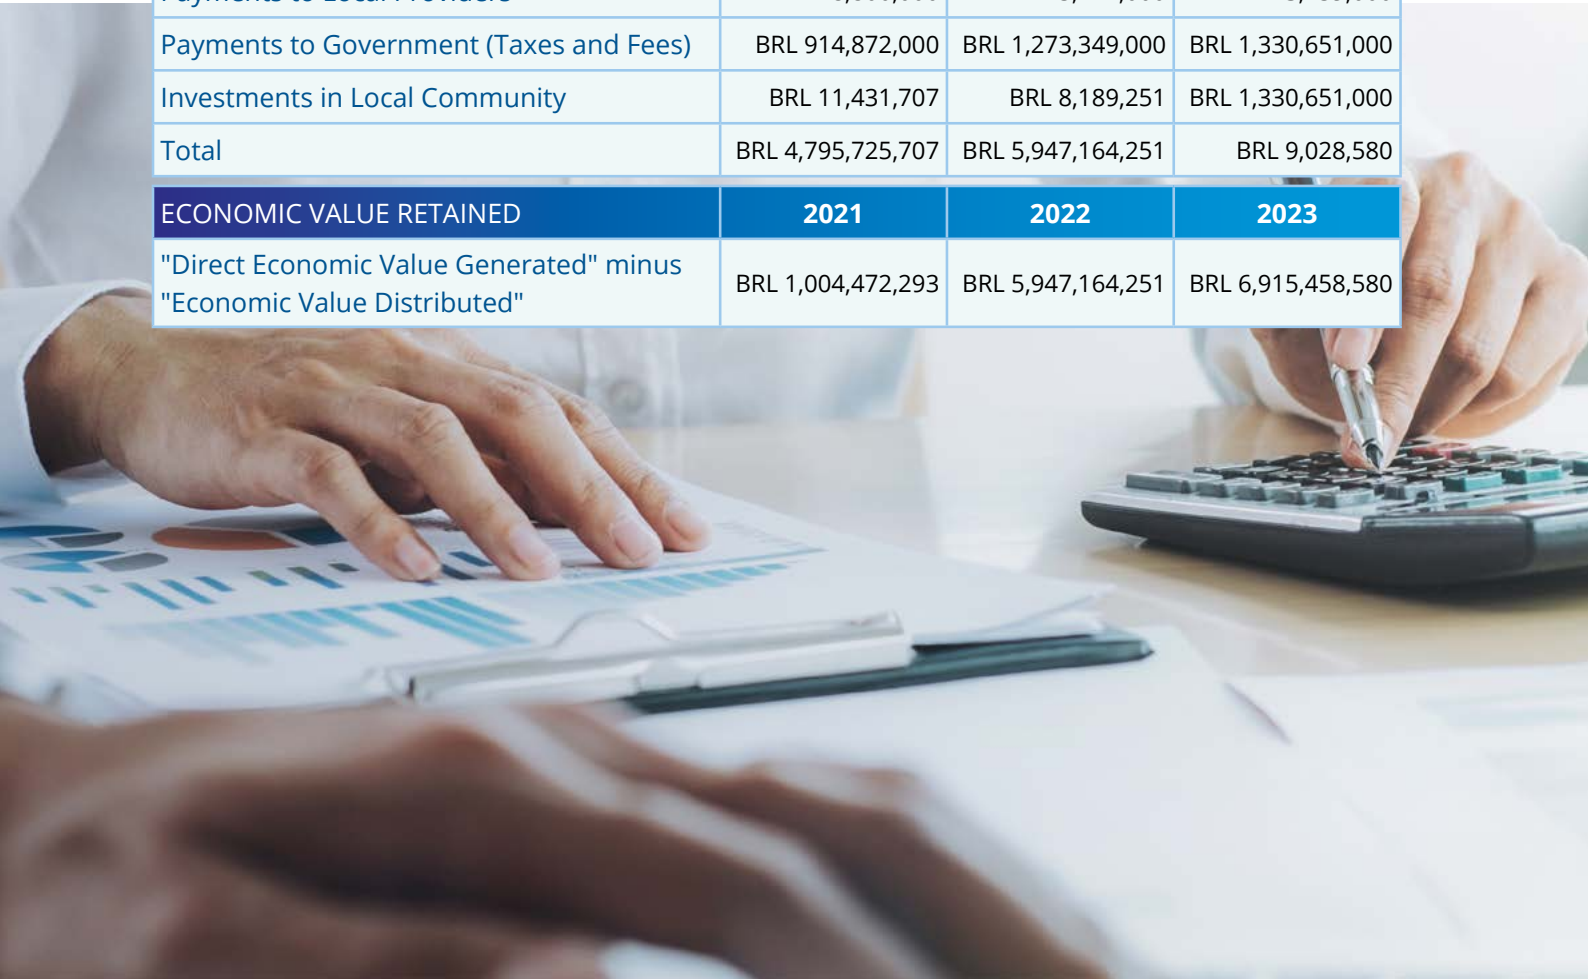 Payments to Local Providers
Payments to Government (Taxes and Fees) BRL 914,872,000 BRL 1,273,349,000 BRL 1,330,651,000
Investments in Local Community BRL 11,431,707 BRL 8,189,251 BRL 1,330,651,000
Total BRL 4,795,725,707 BRL 5,947,164,251 BRL 9,028,580
ECONOMIC VALUE RETAINED 2021 2022 2023
"Direct Economic Value Generated" minus
"Economic Value Distributed" BRL 1,004,472,293 BRL 5,947,164,251 BRL 6,915,458,580